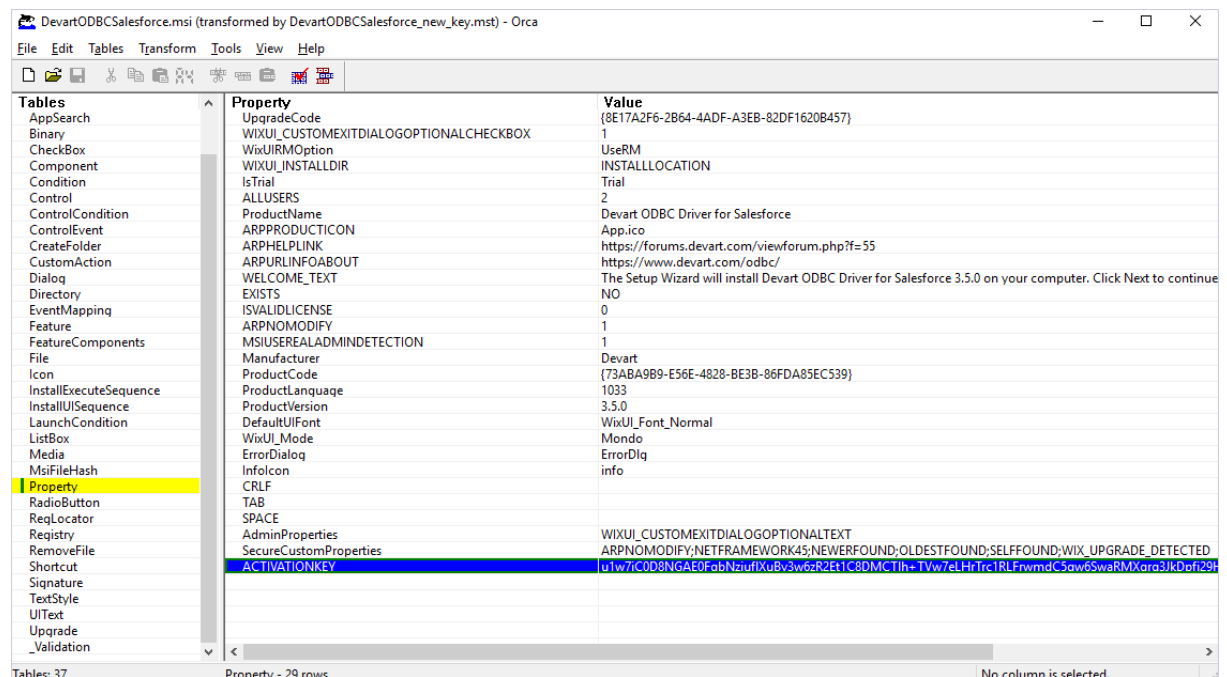 DevartODBCSalesforce.msi (transformed by DevartODBCSalesforce_new_key.mst) - Orca
File Edit Tables Transform Tools View Help
Tables Property Value
AppSearch UpgradeCode {8E17A2F6-2B64-4ADF-A3EB-82DF1620B457}
Binary WIXUI_CUSTOMEXITDIALOGOPTIONALCHECKBOX 1
CheckBox WixUIRMOption UseRM
Component WIXUI_INSTALLDIR INSTALLLOCATION
Condition IsTrial Trial
Control ALLUSERS 2
ControlCondition ProductName Devart ODBC Driver for Salesforce
ControlEvent ARPPRODUCTICON App.ico
CreateFolder ARPHELPLINK https://forums.devart.com/viewforum.php?f=55
CustomAction ARPURLINFOABOUT https://www.devart.com/odbc/
Dialog WELCOME_TEXT The Setup Wizard will install Devart ODBC Driver for Salesforce 3.5.0 on your computer. Click Next to continue
Directory EXISTS NO
EventMapping ISVALIDLICENSE 0
Feature ARPNOMODIFY 1
FeatureComponents MSIUSEREALADMINDETECTION 1
File Manufacturer Devart
Icon ProductCode {73ABA9B9-E56E-4828-BE3B-86FDA85EC539}
InstallExecuteSequence ProductLanguage 1033
InstallUISequence ProductVersion 3.5.0
LaunchCondition DefaultUIFont WixUI_Font_Normal
ListBox WixUI_Mode Mondo
Media ErrorDialog ErrorDlg
MsiFileHash InfoIcon info
Property CRLF
RadioButton TAB
RegLocator SPACE
Registry AdminProperties WIXUI_CUSTOMEXITDIALOGOPTIONALTEXT
RemoveFile SecureCustomProperties ARPNOMODIFY;NETFRAMEWORK45;NEWERFOUND;OLDESTFOUND;SELFFOUND;WIX_UPGRADE_DETECTED
Shortcut ACTIVATIONKEY
Signature
TextStyle
UIText
Upgrade
_Validation
Tables: 37 Property - 29 rows No column is selected.